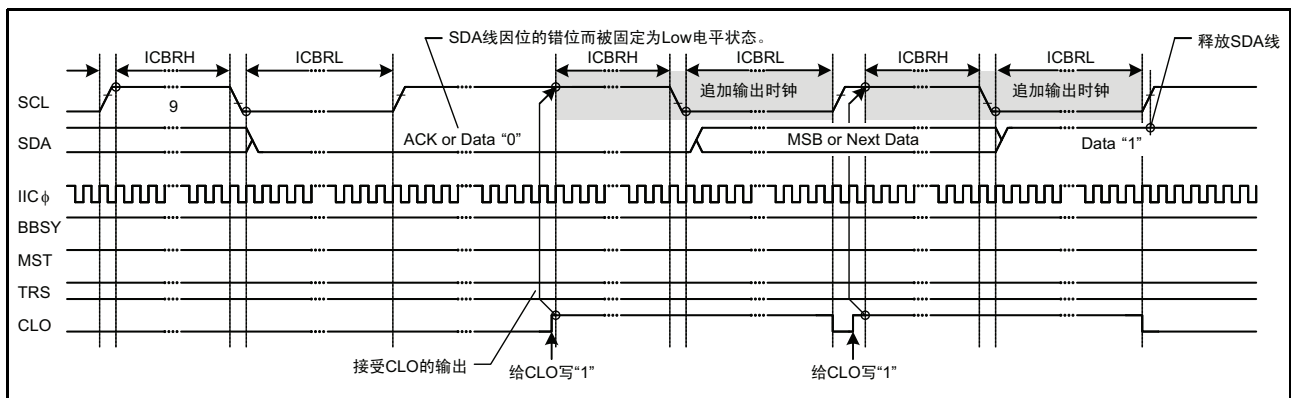 SDA线因位的错位而被固定为Low电平状态。
释放SDA线
ICBRH
ICBRL
ICBRH
ICBRL
ICBRH
ICBRL
SCL
9
追加输出时钟
追加输出时钟
SDA
ACK or Data “0”
MSB or Next Data
Data “1”
IIC ϕ
BBSY
MST
TRS
CLO
接受CLO的输出
给CLO写“1”
给CLO写“1”